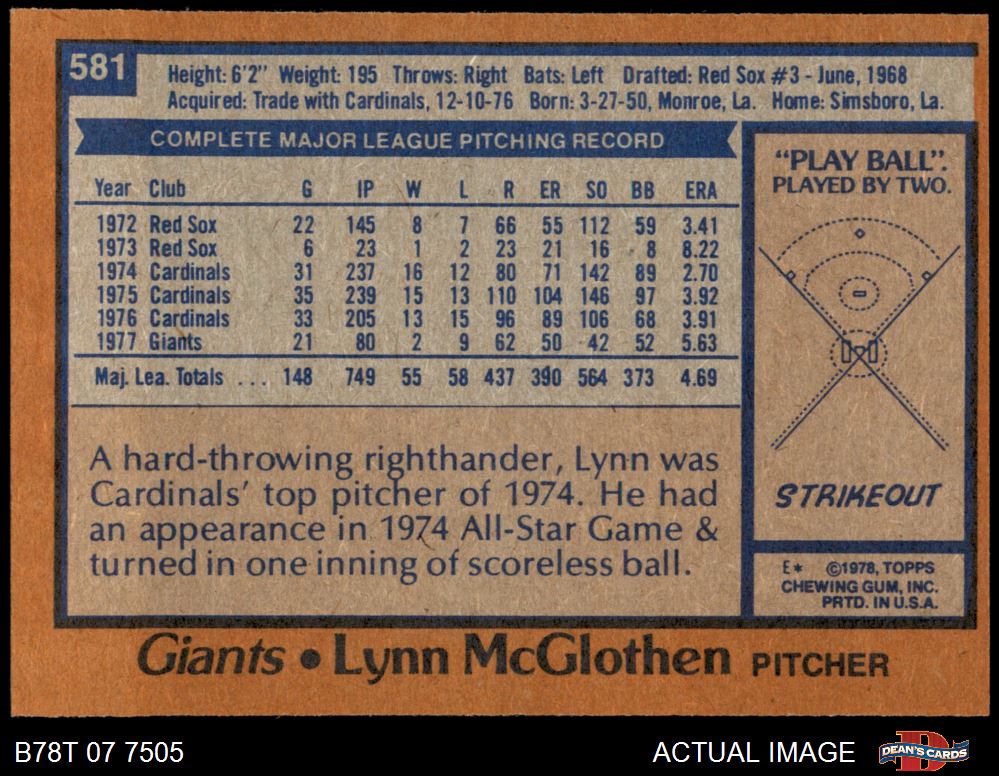 581
Height: 6'2" Weight: 195 Throws: Right Bats: Left Drafted: Red Sox #3 - June, 1968
Acquired: Trade with Cardinals, 12-10-76 Born: 3-27-50, Monroe, La. Home: Simsboro, La.
COMPLETE MAJOR LEAGUE PITCHING RECORD
Year Club G IP W L R ER SO BB ERA
1972 Red Sox 22 145 8 7 66 55 112 59 3.41
1973 Red Sox 6 23 1 2 23 21 16 8 8.22
1974 Cardinals 31 237 16 12 80 71 142 89 2.70
1975 Cardinals 35 239 15 13 110 104 146 97 3.92
1976 Cardinals 33 205 13 15 96 89 106 68 3.91
1977 Giants 21 80 2 9 62 50 42 52 5.63
Maj. Lea. Totals ... 148 749 55 58 437 390 564 373 4.69
A hard-throwing righthander, Lynn was
Cardinals' top pitcher of 1974. He had
an appearance in 1974 All-Star Game &
turned in one inning of scoreless ball.
"PLAY BALL".
PLAYED BY TWO.
STRIKEOUT
E* ©1978, TOPPS
CHEWING GUM, INC.
PRTD. IN U.S.A.
Giants • Lynn McGlothen PITCHER
B78T 07 7505
ACTUAL IMAGE
D
DEAN'S CARDS